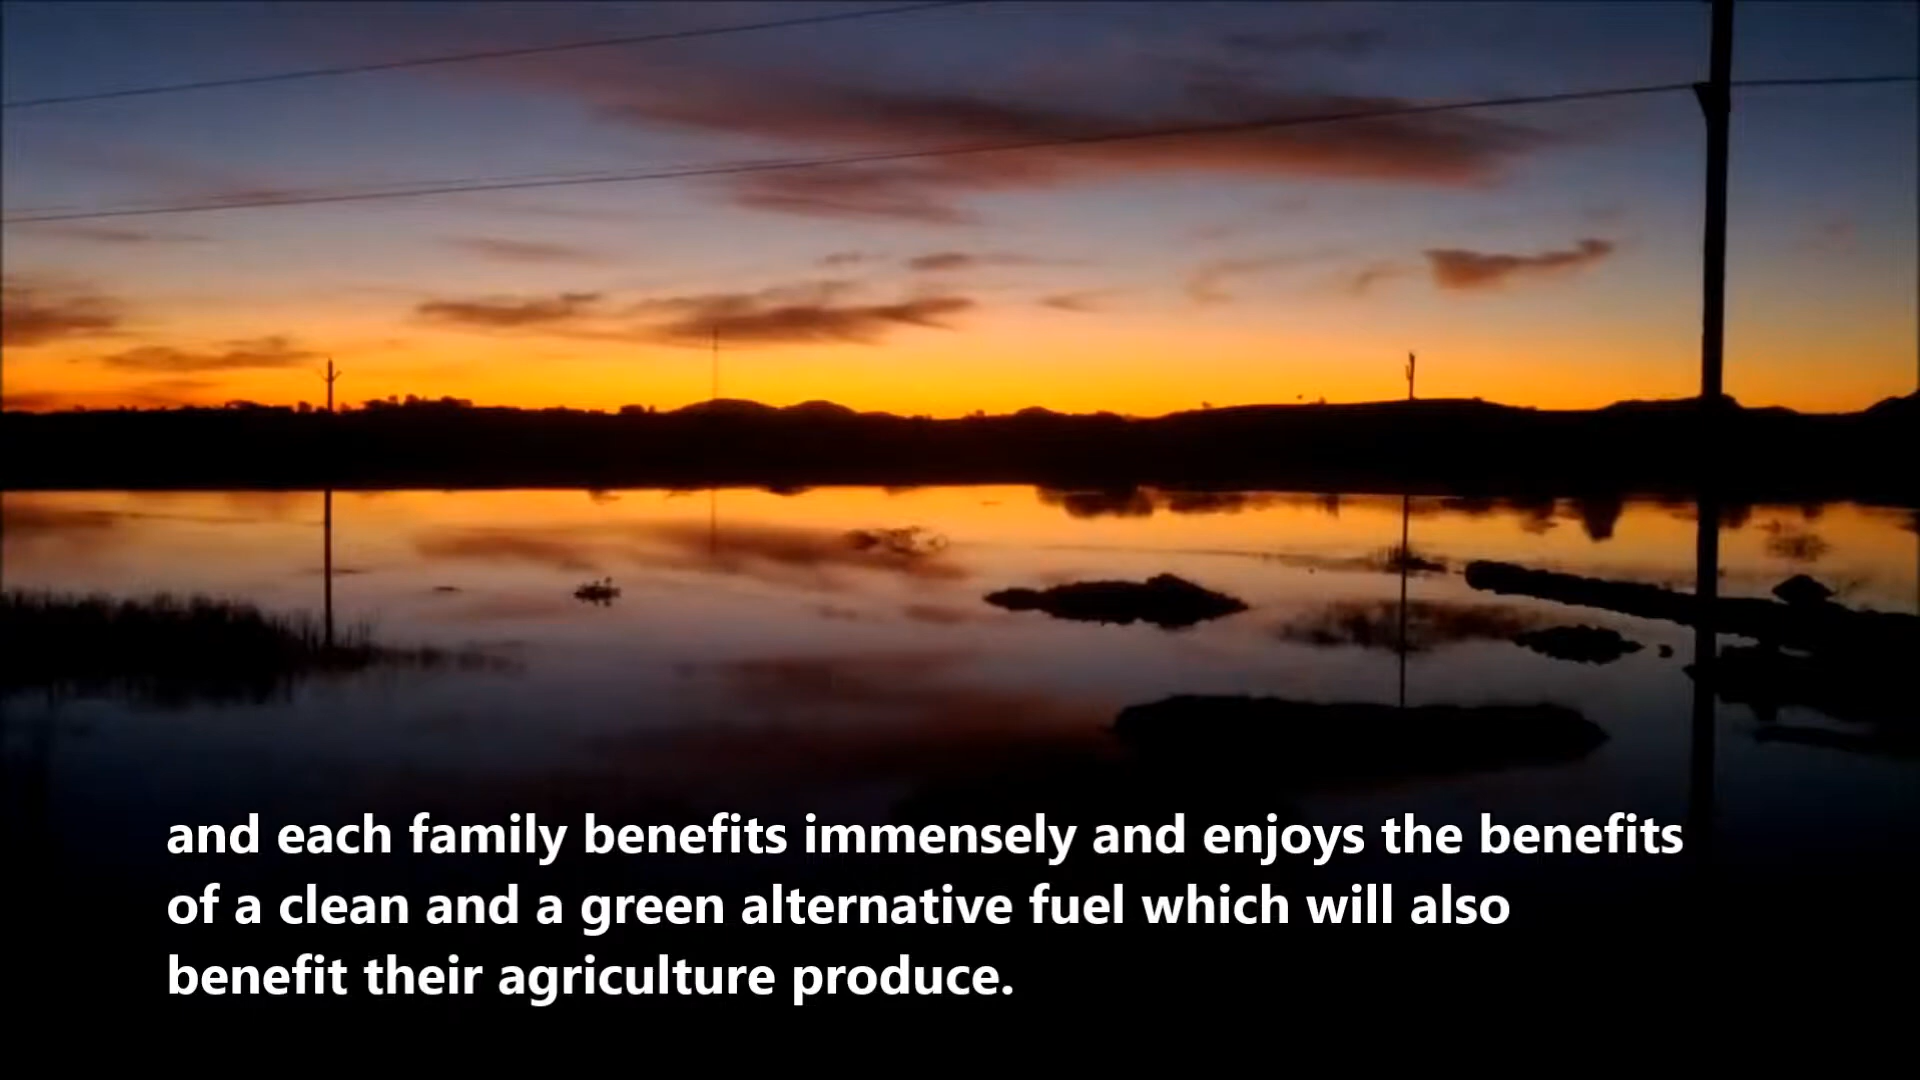 and each family benefits immensely and enjoys the benefits
of a clean and a green alternative fuel which will also
benefit their agriculture produce.